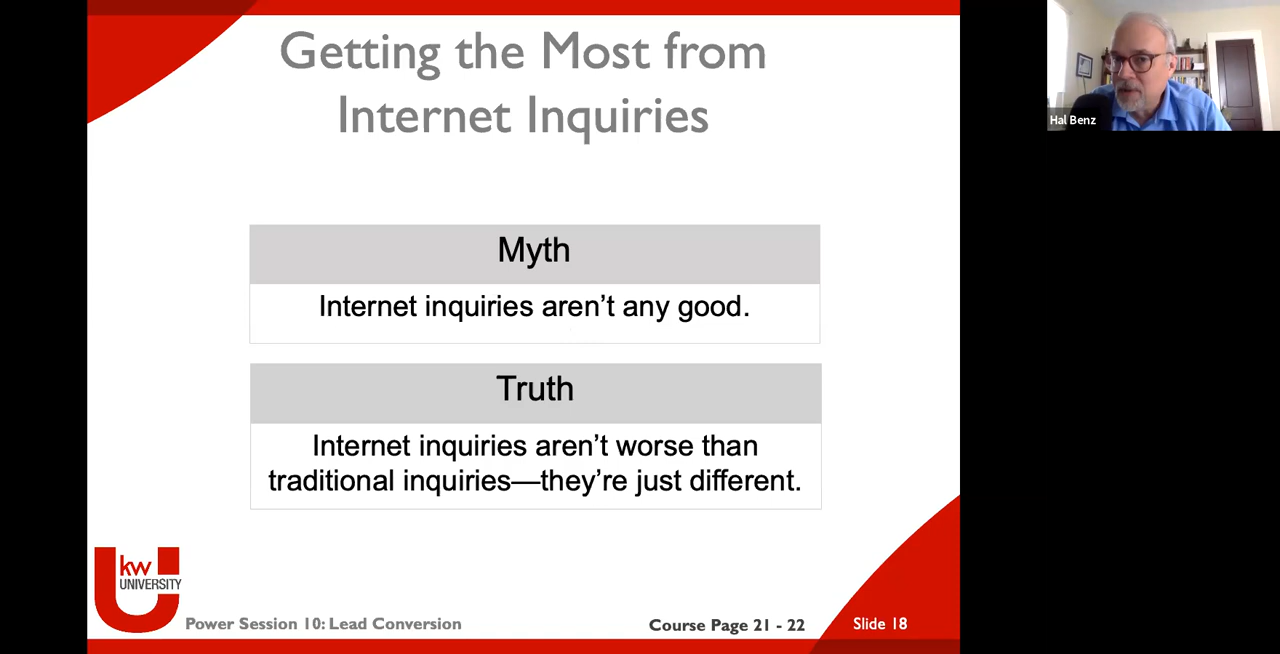 Getting the Most from
Internet Inquiries
Hal Benz
Myth
Internet inquiries aren’t any good.
Truth
Internet inquiries aren’t worse than
traditional inquiries—they’re just different.
kw
UNIVERSITY
Power Session 10: Lead Conversion
Course Page 21 - 22
Slide 18